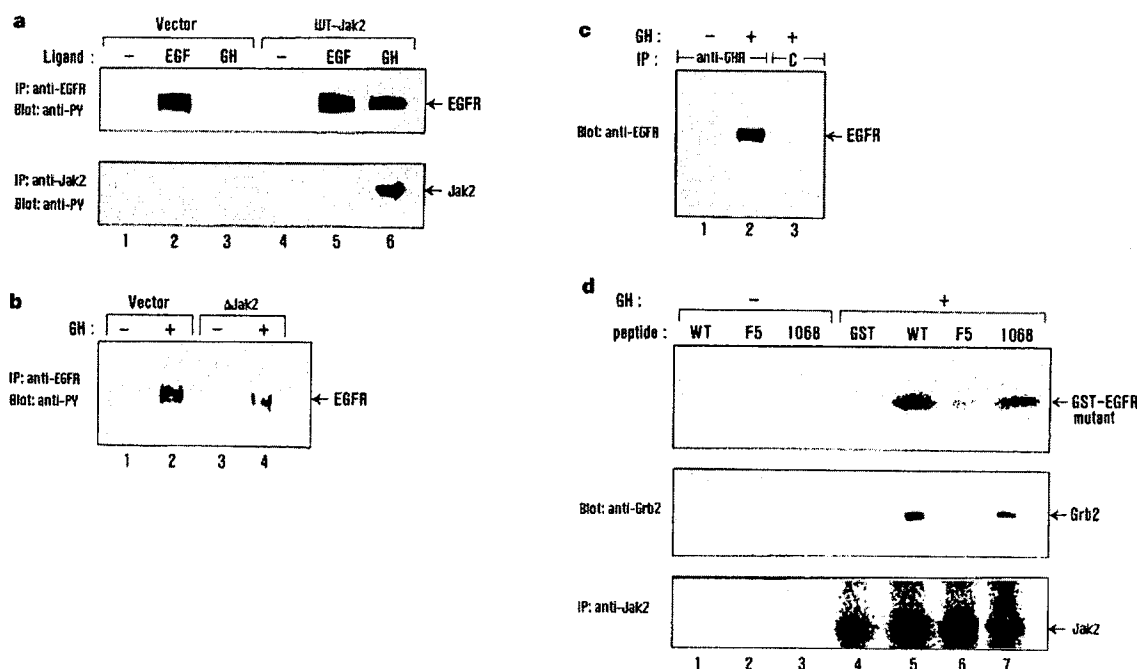 a
Vector WT-Jak2
Ligand : – EGF GH – EGF GH
IP: anti-EGFR
Blot: anti-PY
← EGFR
IP: anti-Jak2
Blot: anti-PY
← Jak2
1 2 3 4 5 6
b
Vector ΔJak2
GH : – + – +
IP: anti-EGFR
Blot: anti-PY
← EGFR
1 2 3 4
c
GH : – + +
IP : anti-GHR C
Blot: anti-EGFR
← EGFR
1 2 3
d
GH : – +
peptide : WT F5 1068 GST WT F5 1068
← GST-EGFR
mutant
Blot: anti-Grb2
← Grb2
IP: anti-Jak2
← Jak2
1 2 3 4 5 6 7